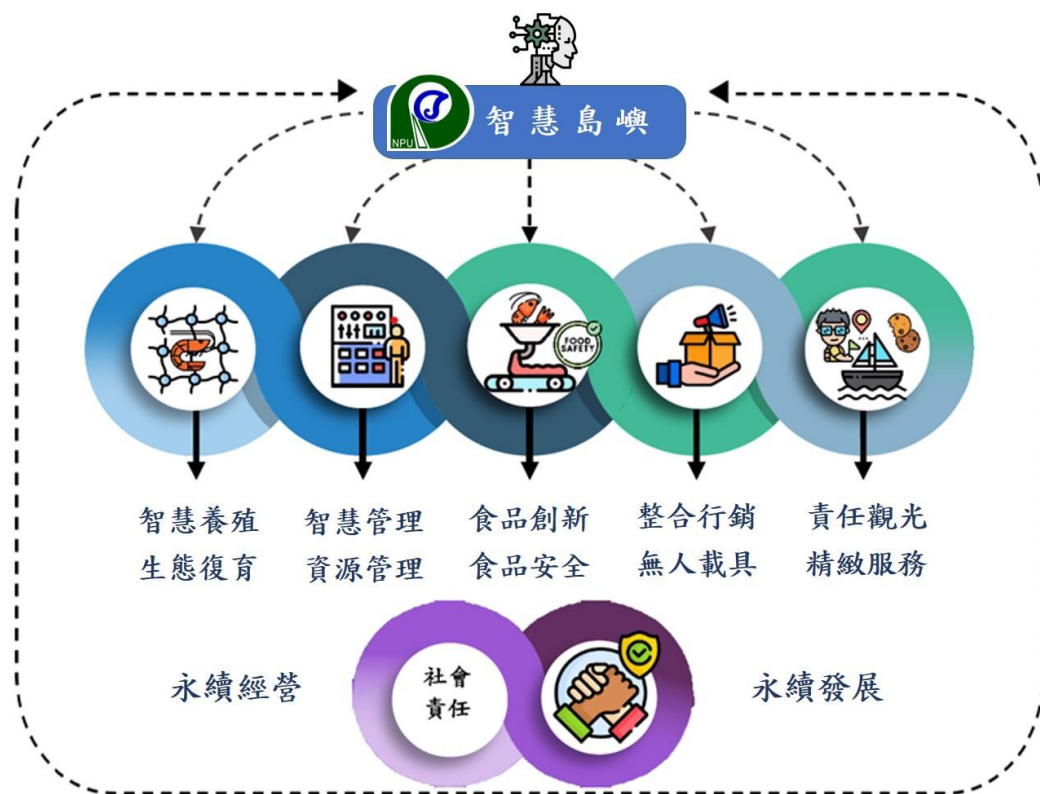 NPU
智慧島嶼
FOOD
SAFETY
智慧養殖
生態復育
智慧管理
資源管理
食品創新
食品安全
整合行銷
無人載具
責任觀光
精緻服務
永續經營
社會
責任
永續發展